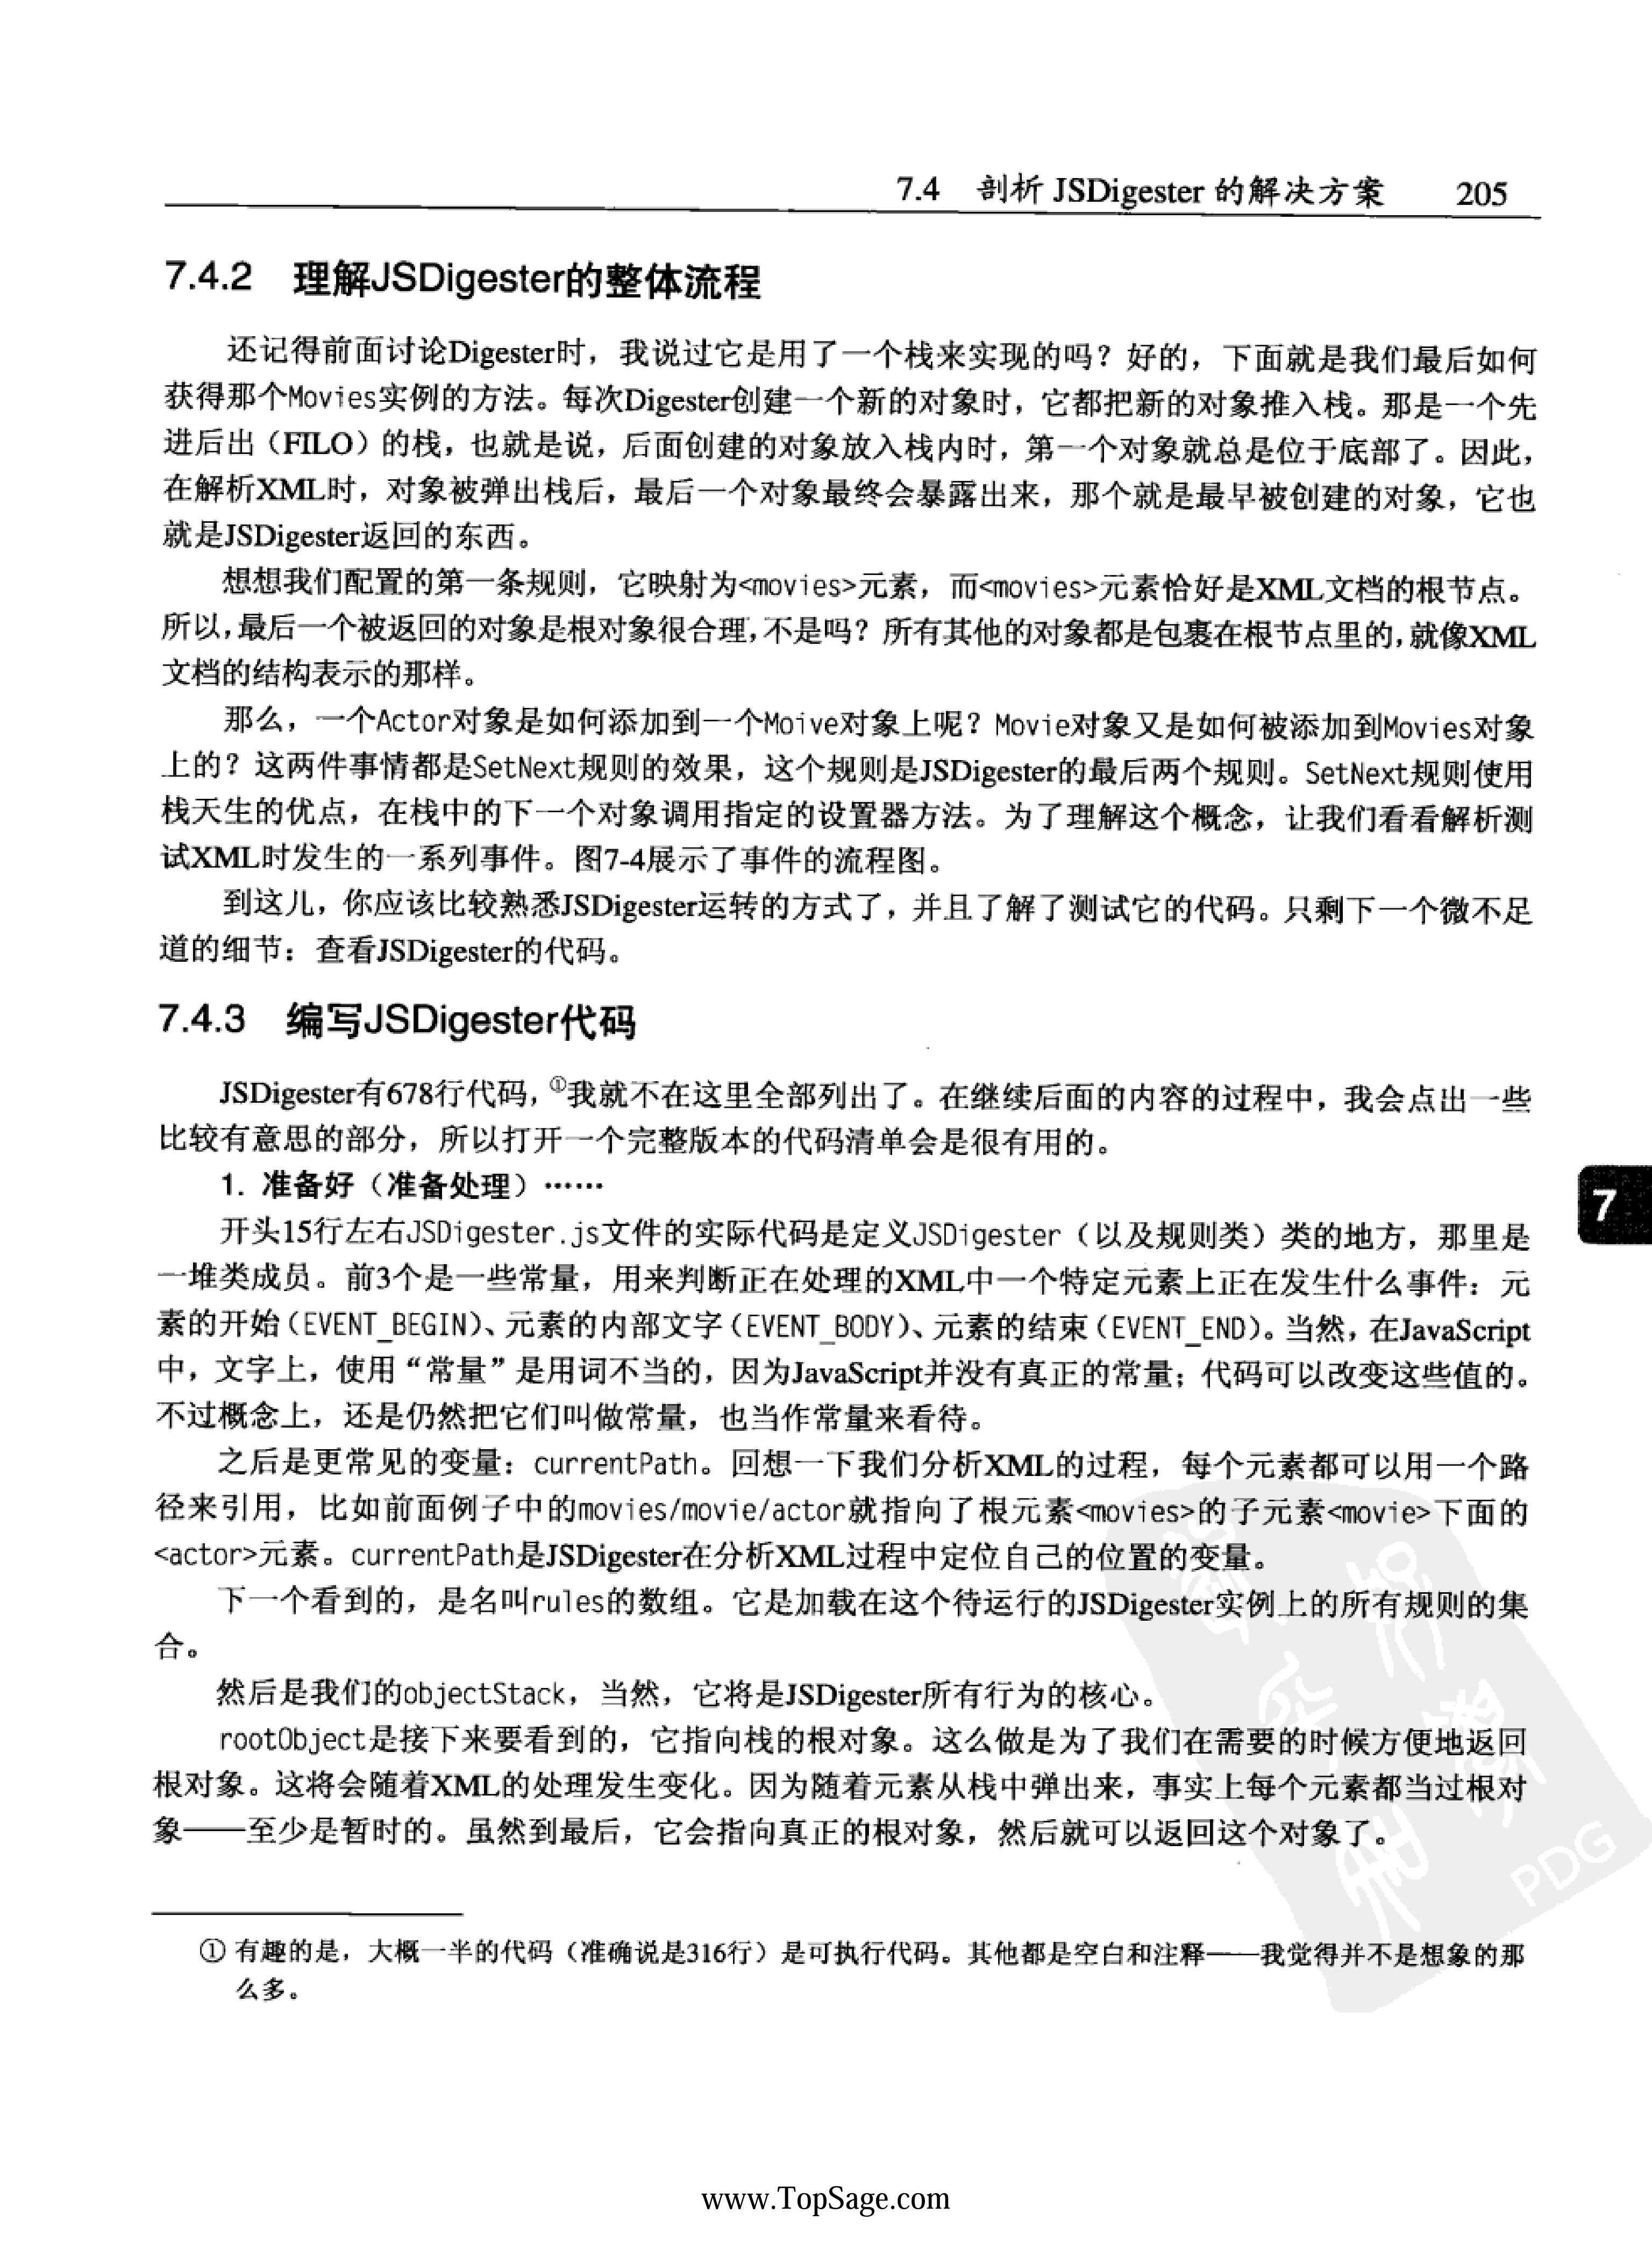 7.4 剖析 JSDigester 的解决方案 205
7.4.2 理解JSDigester的整体流程
还记得前面讨论Digester时，我说过它是用了一个栈来实现的吗？好的，下面就是我们最后如何
获得那个Movies实例的方法。每次Digester创建一个新的对象时，它都把新的对象推入栈。那是一个先
进后出（FILO）的栈，也就是说，后面创建的对象放入栈内时，第一个对象就总是位于底部了。因此，
在解析XML时，对象被弹出栈后，最后一个对象最终会暴露出来，那个就是最早被创建的对象，它也
就是JSDigester返回的东西。
想想我们配置的第一条规则，它映射为<movies>元素，而<movies>元素恰好是XML文档的根节点。
所以，最后一个被返回的对象是根对象很合理，不是吗？所有其他的对象都是包裹在根节点里的，就像XML
文档的结构表示的那样。
那么，一个Actor对象是如何添加到一个Moive对象上呢？Movie对象又是如何被添加到Movies对象
上的？这两件事情都是SetNext规则的效果，这个规则是JSDigester的最后两个规则。SetNext规则使用
栈天生的优点，在栈中的下一个对象调用指定的设置器方法。为了理解这个概念，让我们看看解析测
试XML时发生的一系列事件。图7-4展示了事件的流程图。
到这儿，你应该比较熟悉JSDigester运转的方式了，并且了解了测试它的代码。只剩下一个微不足
道的细节：查看JSDigester的代码。
7.4.3 编写JSDigester代码
JSDigester有678行代码，①我就不在这里全部列出了。在继续后面的内容的过程中，我会点出一些
比较有意思的部分，所以打开一个完整版本的代码清单会是很有用的。
1. 准备好（准备处理）……
开头15行左右JSDigester.js文件的实际代码是定义JSDigester（以及规则类）类的地方，那里是
一堆类成员。前3个是一些常量，用来判断正在处理的XML中一个特定元素上正在发生什么事件：元
素的开始（EVENT_BEGIN）、元素的内部文字（EVENT_BODY）、元素的结束（EVENT_END）。当然，在JavaScript
中，文字上，使用“常量”是用词不当的，因为JavaScript并没有真正的常量；代码可以改变这些值的。
不过概念上，还是仍然把它们叫做常量，也当作常量来看待。
之后是更常见的变量：currentPath。回想一下我们分析XML的过程，每个元素都可以用一个路
径来引用，比如前面例子中的movies/movie/actor就指向了根元素<movies>的子元素<movie>下面的
<actor>元素。currentPath是JSDigester在分析XML过程中定位自己的位置的变量。
下一个看到的，是名叫rules的数组。它是加载在这个待运行的JSDigester实例上的所有规则的集
合。
然后是我们的objectStack，当然，它将是JSDigester所有行为的核心。
rootObject是接下来要看到的，它指向栈的根对象。这么做是为了我们在需要的时候方便地返回
根对象。这将会随着XML的处理发生变化。因为随着元素从栈中弹出来，事实上每个元素都当过根对
象——至少是暂时的。虽然到最后，它会指向真正的根对象，然后就可以返回这个对象了。
① 有趣的是，大概一半的代码（准确说是316行）是可执行代码。其他都是空白和注释——我觉得并不是想象的那
么多。
7
PDG
www.TopSage.com